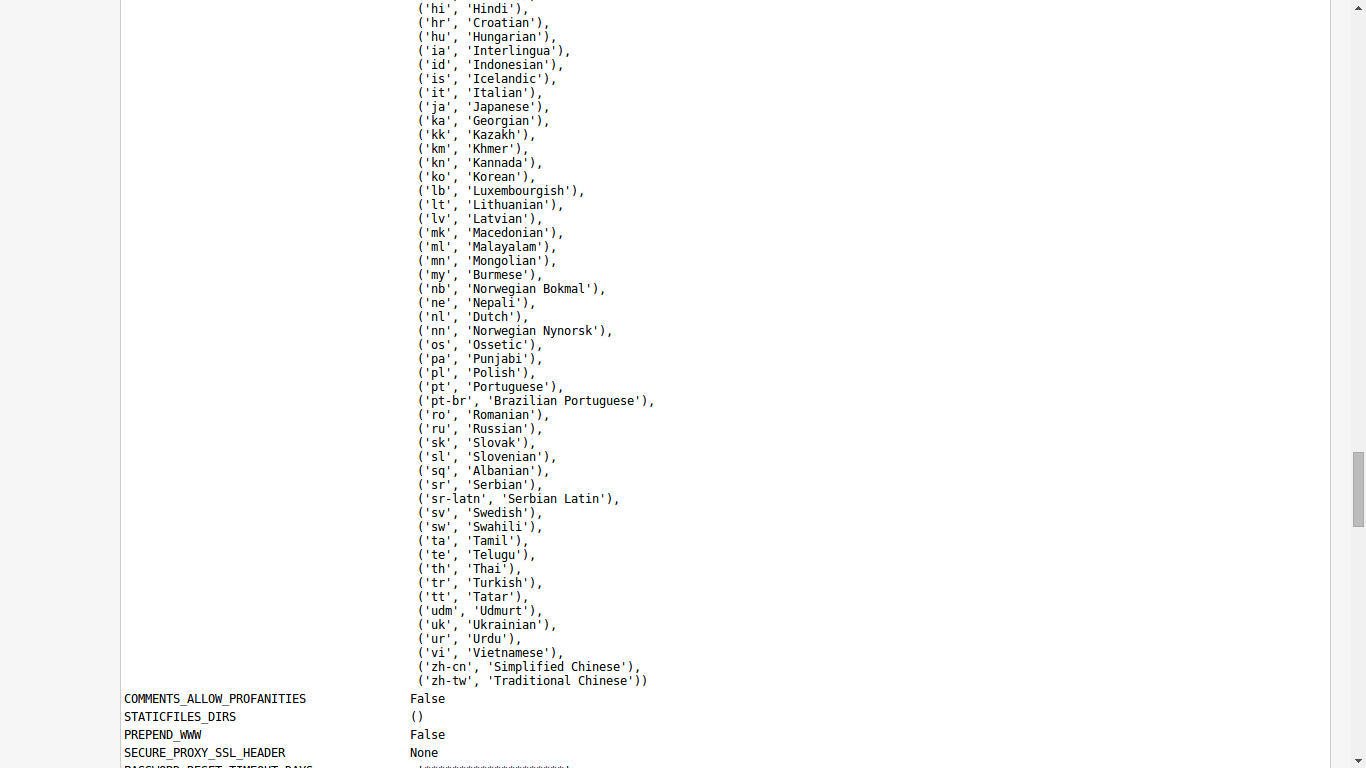 ('hi', 'Hindi'),
('hr', 'Croatian'),
('hu', 'Hungarian'),
('ia', 'Interlingua'),
('id', 'Indonesian'),
('is', 'Icelandic'),
('it', 'Italian'),
('ja', 'Japanese'),
('ka', 'Georgian'),
('kk', 'Kazakh'),
('km', 'Khmer'),
('kn', 'Kannada'),
('ko', 'Korean'),
('lb', 'Luxembourgish'),
('lt', 'Lithuanian'),
('lv', 'Latvian'),
('mk', 'Macedonian'),
('ml', 'Malayalam'),
('mn', 'Mongolian'),
('my', 'Burmese'),
('nb', 'Norwegian Bokmal'),
('ne', 'Nepali'),
('nl', 'Dutch'),
('nn', 'Norwegian Nynorsk'),
('os', 'Ossetic'),
('pa', 'Punjabi'),
('pl', 'Polish'),
('pt', 'Portuguese'),
('pt-br', 'Brazilian Portuguese'),
('ro', 'Romanian'),
('ru', 'Russian'),
('sk', 'Slovak'),
('sl', 'Slovenian'),
('sq', 'Albanian'),
('sr', 'Serbian'),
('sr-latn', 'Serbian Latin'),
('sv', 'Swedish'),
('sw', 'Swahili'),
('ta', 'Tamil'),
('te', 'Telugu'),
('th', 'Thai'),
('tr', 'Turkish'),
('tt', 'Tatar'),
('udm', 'Udmurt'),
('uk', 'Ukrainian'),
('ur', 'Urdu'),
('vi', 'Vietnamese'),
('zh-cn', 'Simplified Chinese'),
('zh-tw', 'Traditional Chinese'))
COMMENTS_ALLOW_PROFANITIES False
STATICFILES_DIRS ()
PREPEND_WWW False
SECURE_PROXY_SSL_HEADER None
PASSWORD_RESET_TIMEOUT_DAYS '********************'